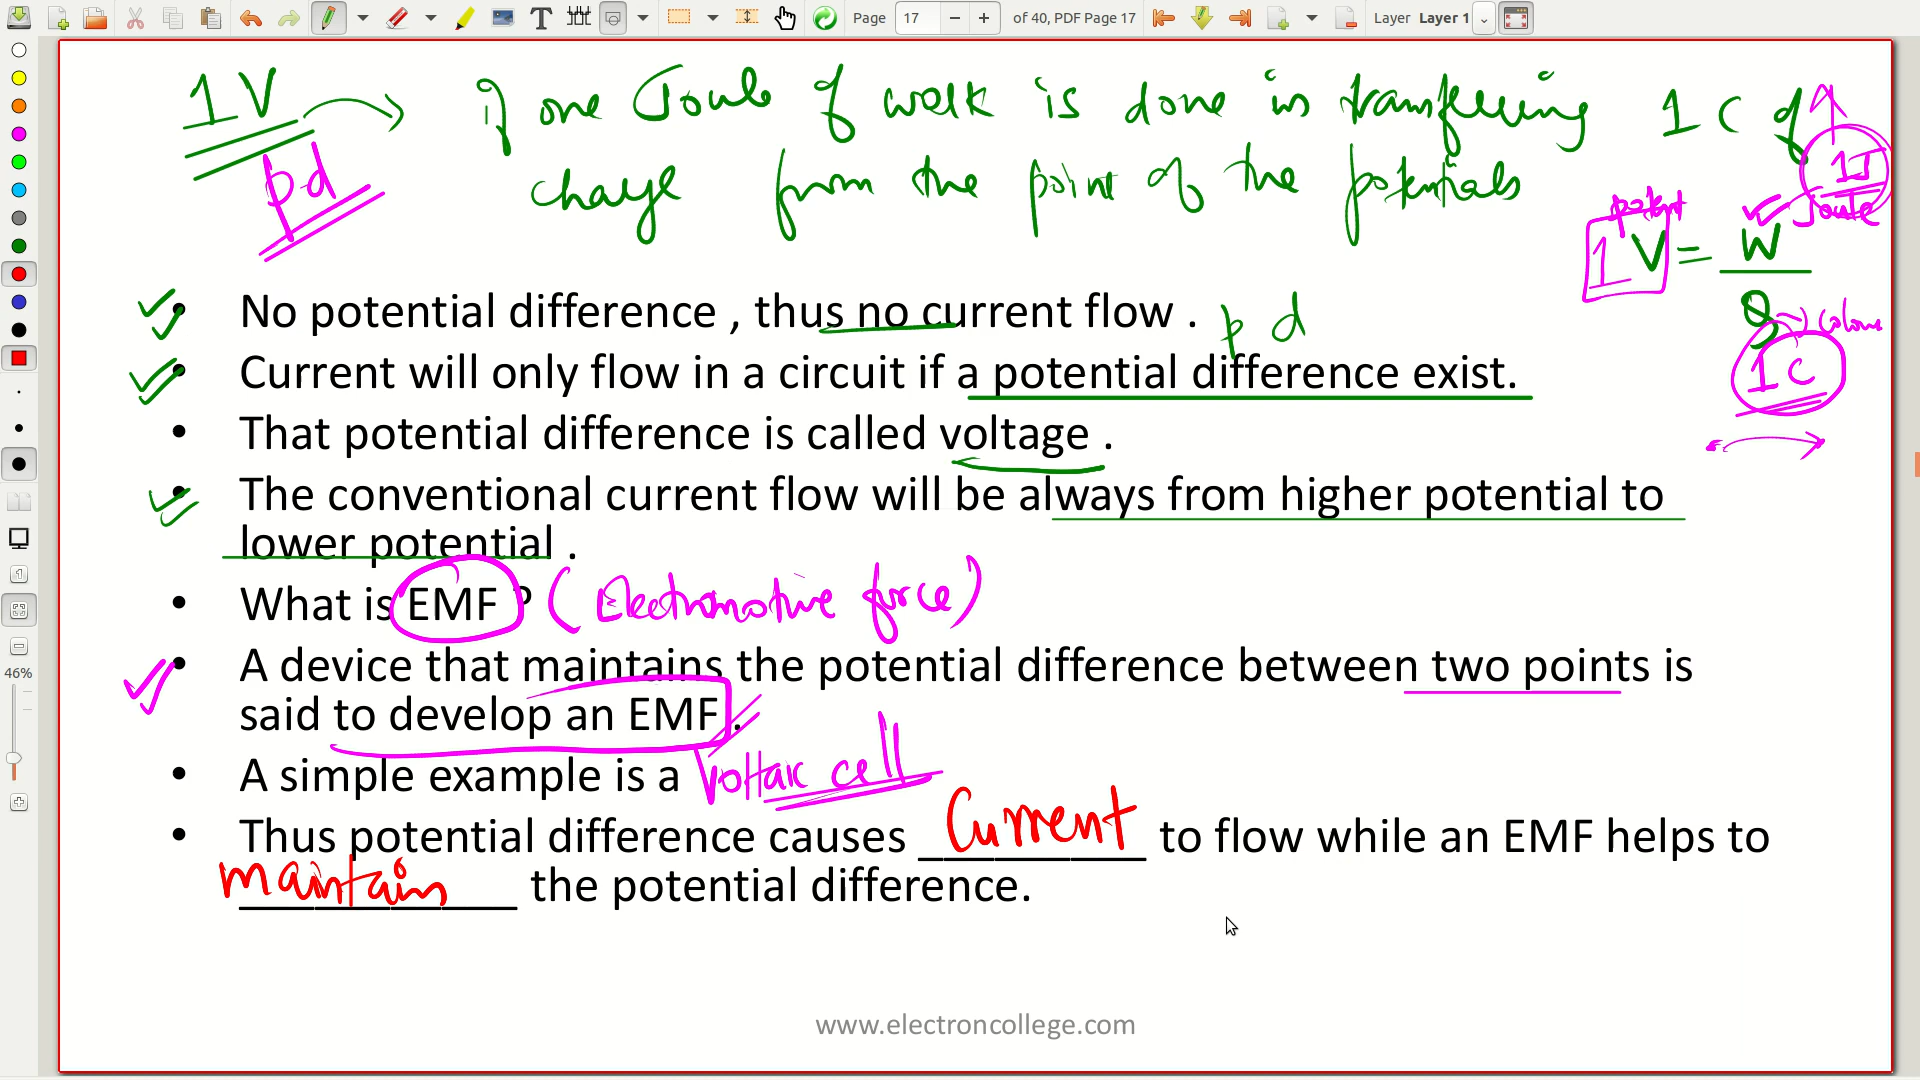 Page 17 of 40, PDF Page 17 Layer Layer 1
1 V if one Joule of work is done in transferring 1 C of
pd charge from the point of the potentials
1J
Joule
1 V = W
Q
1 C
• No potential difference , thus no current flow . p d
• Current will only flow in a circuit if a potential difference exist.
• That potential difference is called voltage .
• The conventional current flow will be always from higher potential to
lower potential .
• What is EMF ? (Electromotive force)
• A device that maintains the potential difference between two points is
said to develop an EMF .
• A simple example is a Voltaic cell
• Thus potential difference causes Current to flow while an EMF helps to
maintain the potential difference.
46%
www.electroncollege.com